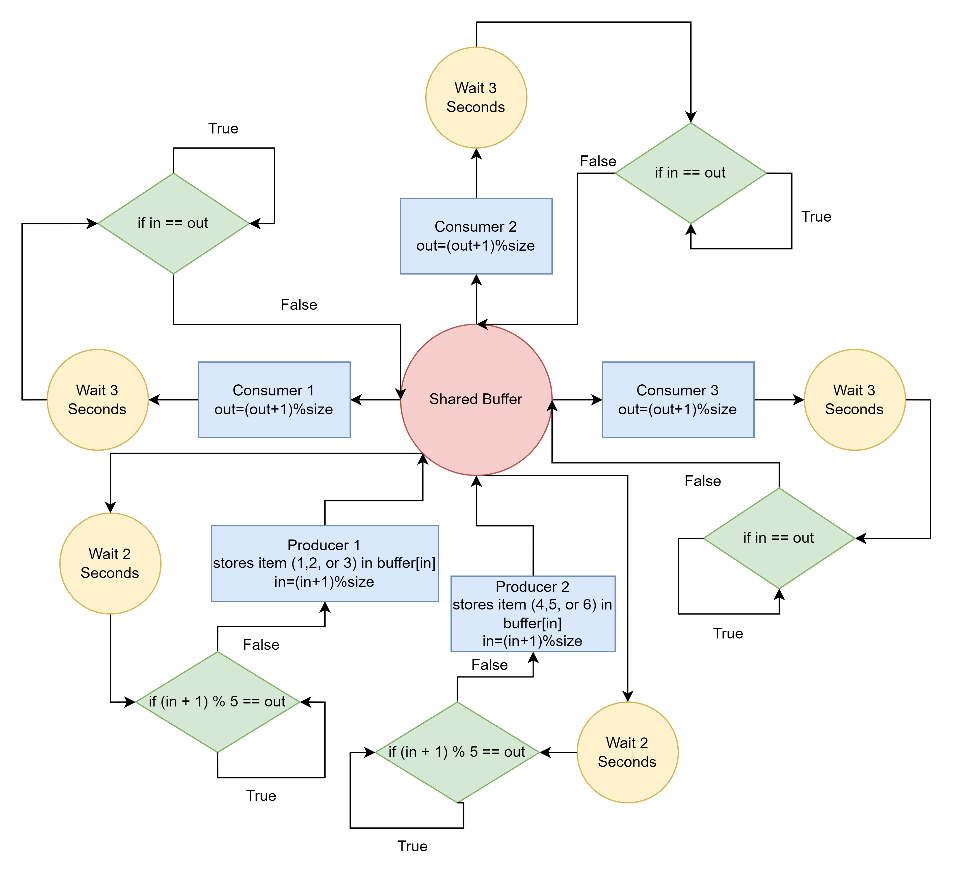 Wait 3
Seconds
True
False
if in == out
if in == out
True
Consumer 2
out=(out+1)%size
False
Wait 3
Seconds
Consumer 1
out=(out+1)%size
Shared Buffer
Consumer 3
out=(out+1)%size
Wait 3
Seconds
False
Wait 2
Seconds
Producer 1
stores item (1,2, or 3) in buffer[in]
in=(in+1)%size
if in == out
Producer 2
stores item (4,5, or 6) in
buffer[in]
in=(in+1)%size
True
False
False
if (in + 1) % 5 == out
if (in + 1) % 5 == out
Wait 2
Seconds
True
True